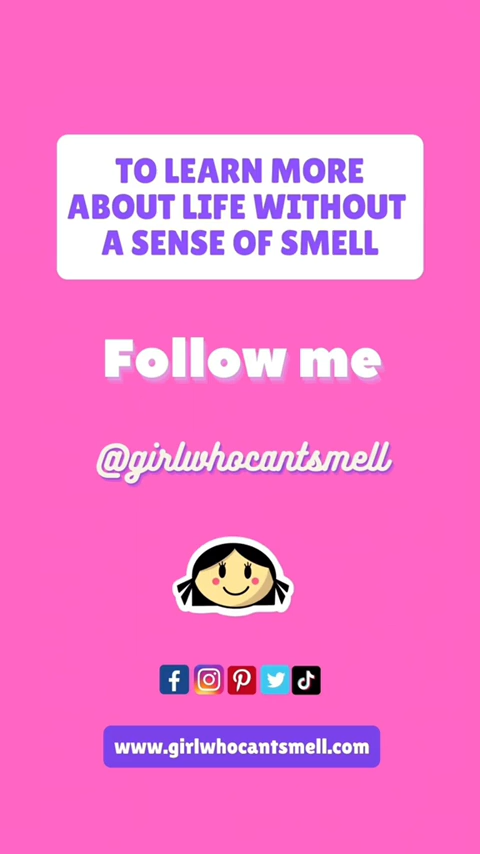 TO LEARN MORE
ABOUT LIFE WITHOUT
A SENSE OF SMELL
Follow me
@girlwhocantsmell
www.girlwhocantsmell.com